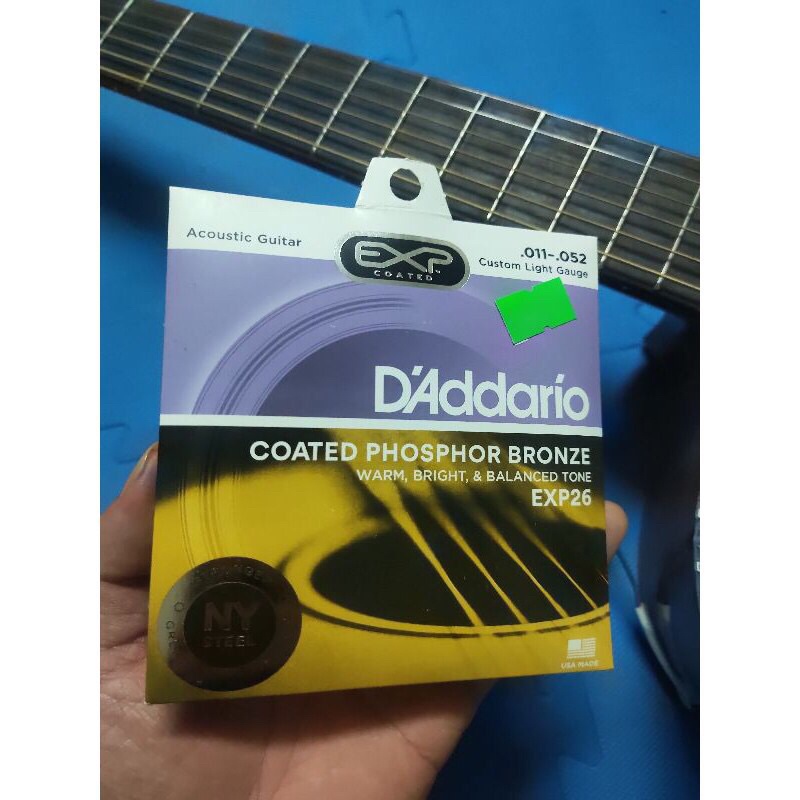 Acoustic Guitar
EXP
COATED
.011-.052
Custom Light Gauge
D'Addario
COATED PHOSPHOR BRONZE
WARM, BRIGHT, & BALANCED TONE
EXP26
NY
STEEL
USA MADE